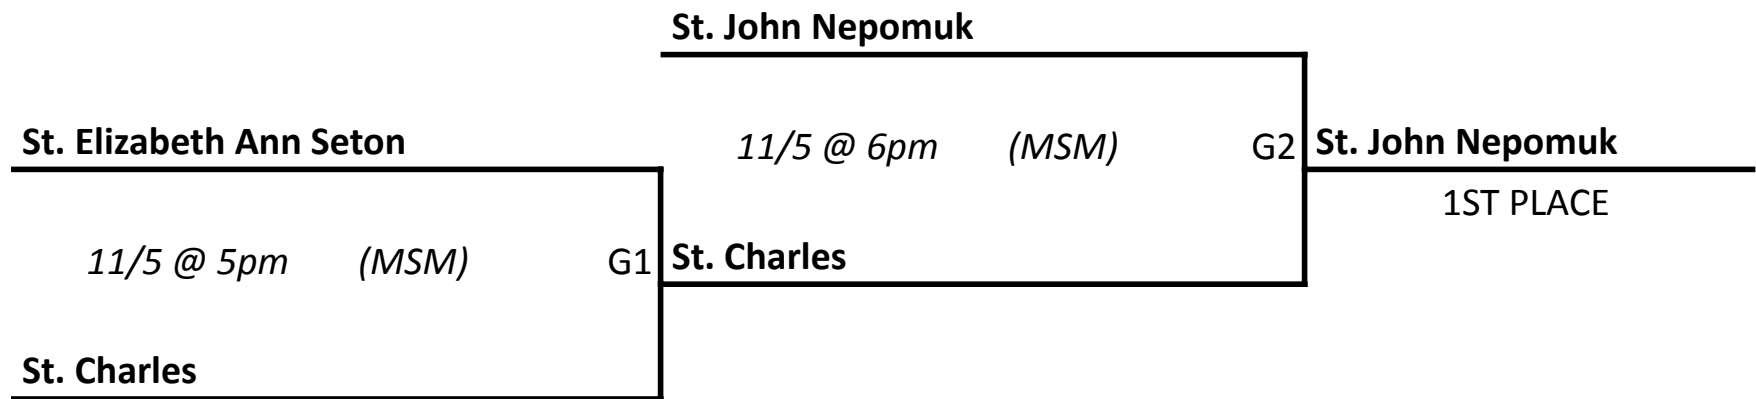 St. John Nepomuk
St. Elizabeth Ann Seton
11/5 @ 6pm (MSM) G2
St. John Nepomuk
1ST PLACE
11/5 @ 5pm (MSM) G1
St. Charles
St. Charles